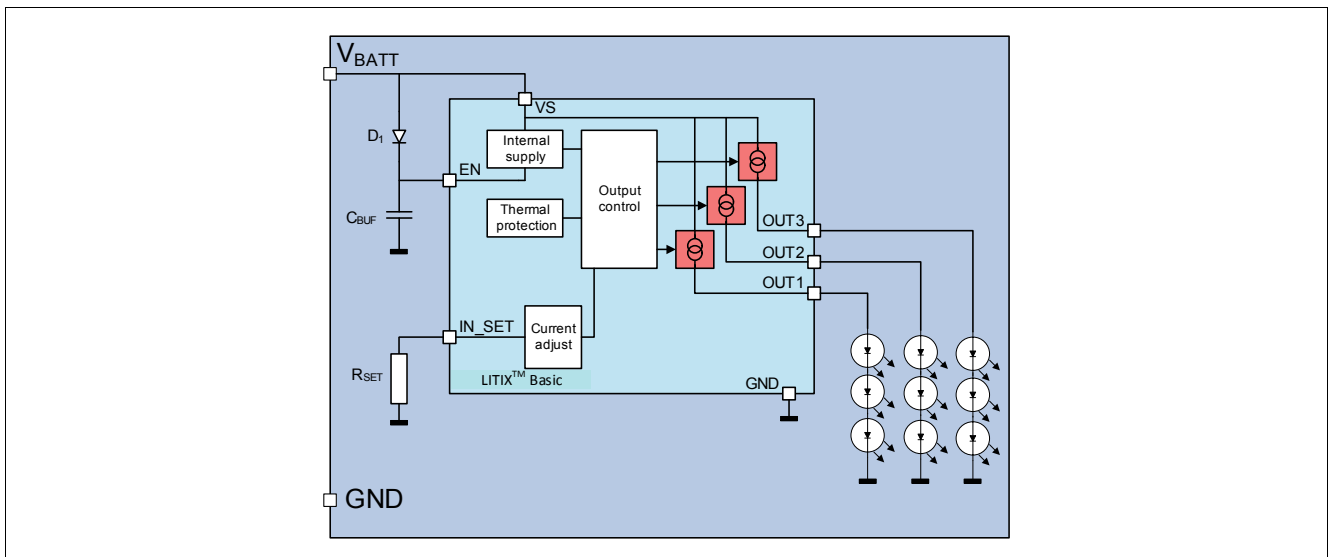 VBATT
VS
D1
Internal
supply
EN
Output
control
CBUF
Thermal
protection
OUT3
OUT2
OUT1
IN_SET
Current
adjust
RSET
LITIX™ Basic
GND
GND